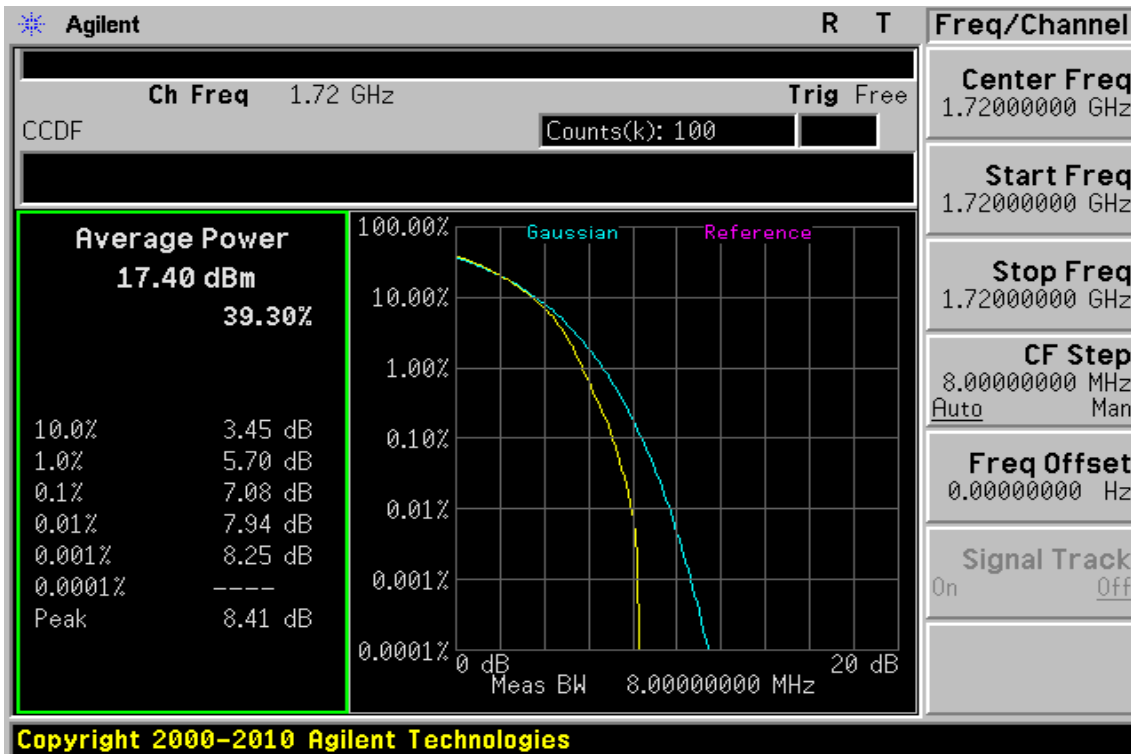 Agilent R T Freq/Channel
Ch Freq 1.72 GHz Trig Free
CCDF Counts(k): 100
Center Freq
1.72000000 GHz
Start Freq
1.72000000 GHz
Stop Freq
1.72000000 GHz
CF Step
8.00000000 MHz
Auto Man
Freq Offset
0.00000000 Hz
Signal Track
On Off
Average Power
17.40 dBm
39.30%
10.0% 3.45 dB
1.0% 5.70 dB
0.1% 7.08 dB
0.01% 7.94 dB
0.001% 8.25 dB
0.0001% ----
Peak 8.41 dB
Gaussian Reference
100.00%
10.00%
1.00%
0.10%
0.01%
0.001%
0.0001%
0 dB 20 dB
Meas BW 8.00000000 MHz
Copyright 2000-2010 Agilent Technologies